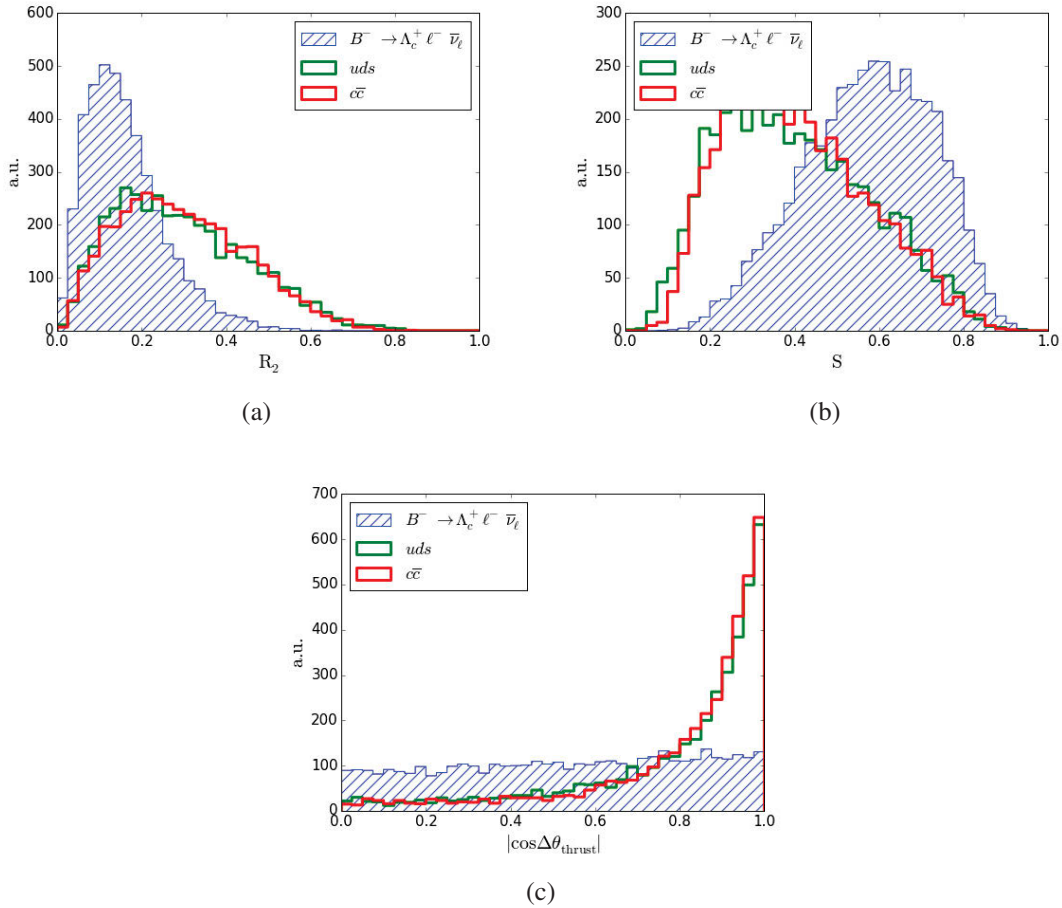 600
500
400
300
200
100
0
a.u.
B⁻ → Λc⁺ ℓ⁻ ν̄ℓ
uds
cc̄
0.0 0.2 0.4 0.6 0.8 1.0
R₂
(a)
300
250
200
150
100
50
0
a.u.
B⁻ → Λc⁺ ℓ⁻ ν̄ℓ
uds
cc̄
0.0 0.2 0.4 0.6 0.8 1.0
S
(b)
700
600
500
400
300
200
100
0
a.u.
B⁻ → Λc⁺ ℓ⁻ ν̄ℓ
uds
cc̄
0.0 0.2 0.4 0.6 0.8 1.0
|cosΔθthrust|
(c)